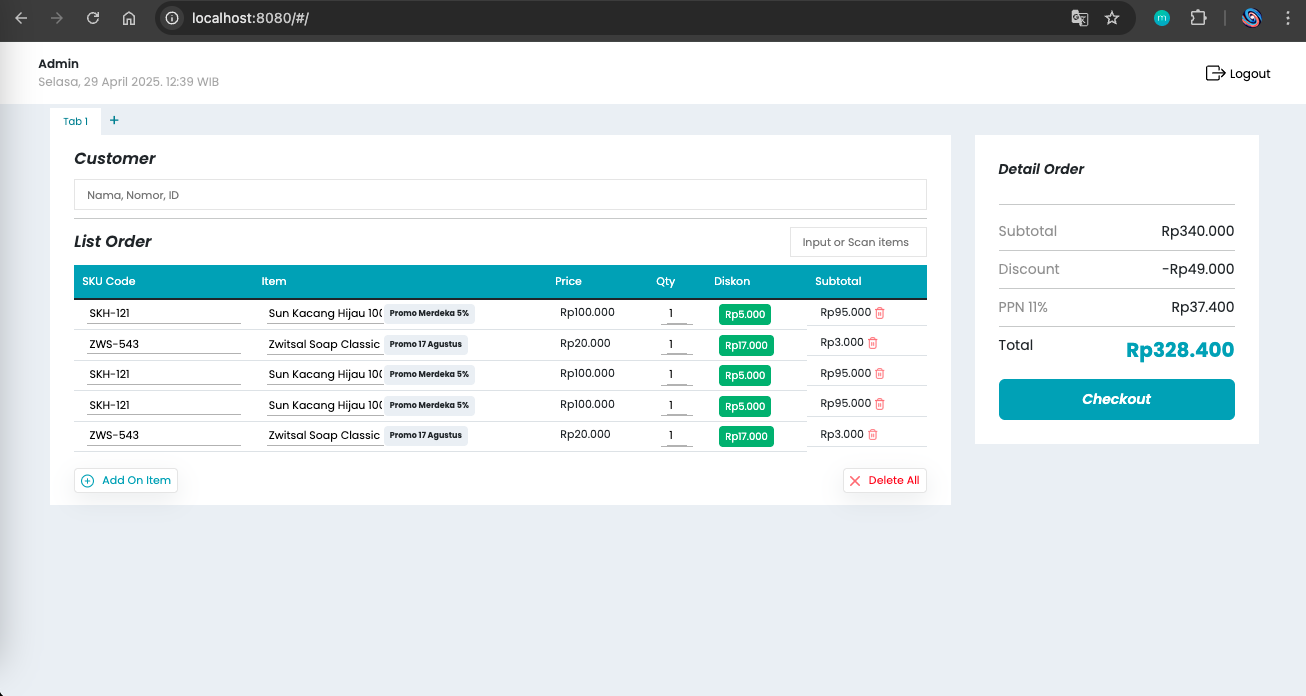 localhost:8080/#/
m
Admin
Selasa, 29 April 2025. 12:39 WIB
Logout
Tab 1 +
Customer
Nama, Nomor, ID
List Order
Input or Scan items
SKU Code Item Price Qty Diskon Subtotal
SKH-121 Sun Kacang Hijau 100 Promo Merdeka 5% Rp100.000 1 Rp5.000 Rp95.000
ZWS-543 Zwitsal Soap Classic Promo 17 Agustus Rp20.000 1 Rp17.000 Rp3.000
SKH-121 Sun Kacang Hijau 100 Promo Merdeka 5% Rp100.000 1 Rp5.000 Rp95.000
SKH-121 Sun Kacang Hijau 100 Promo Merdeka 5% Rp100.000 1 Rp5.000 Rp95.000
ZWS-543 Zwitsal Soap Classic Promo 17 Agustus Rp20.000 1 Rp17.000 Rp3.000
Add On Item
Delete All
Detail Order
Subtotal Rp340.000
Discount -Rp49.000
PPN 11% Rp37.400
Total Rp328.400
Checkout